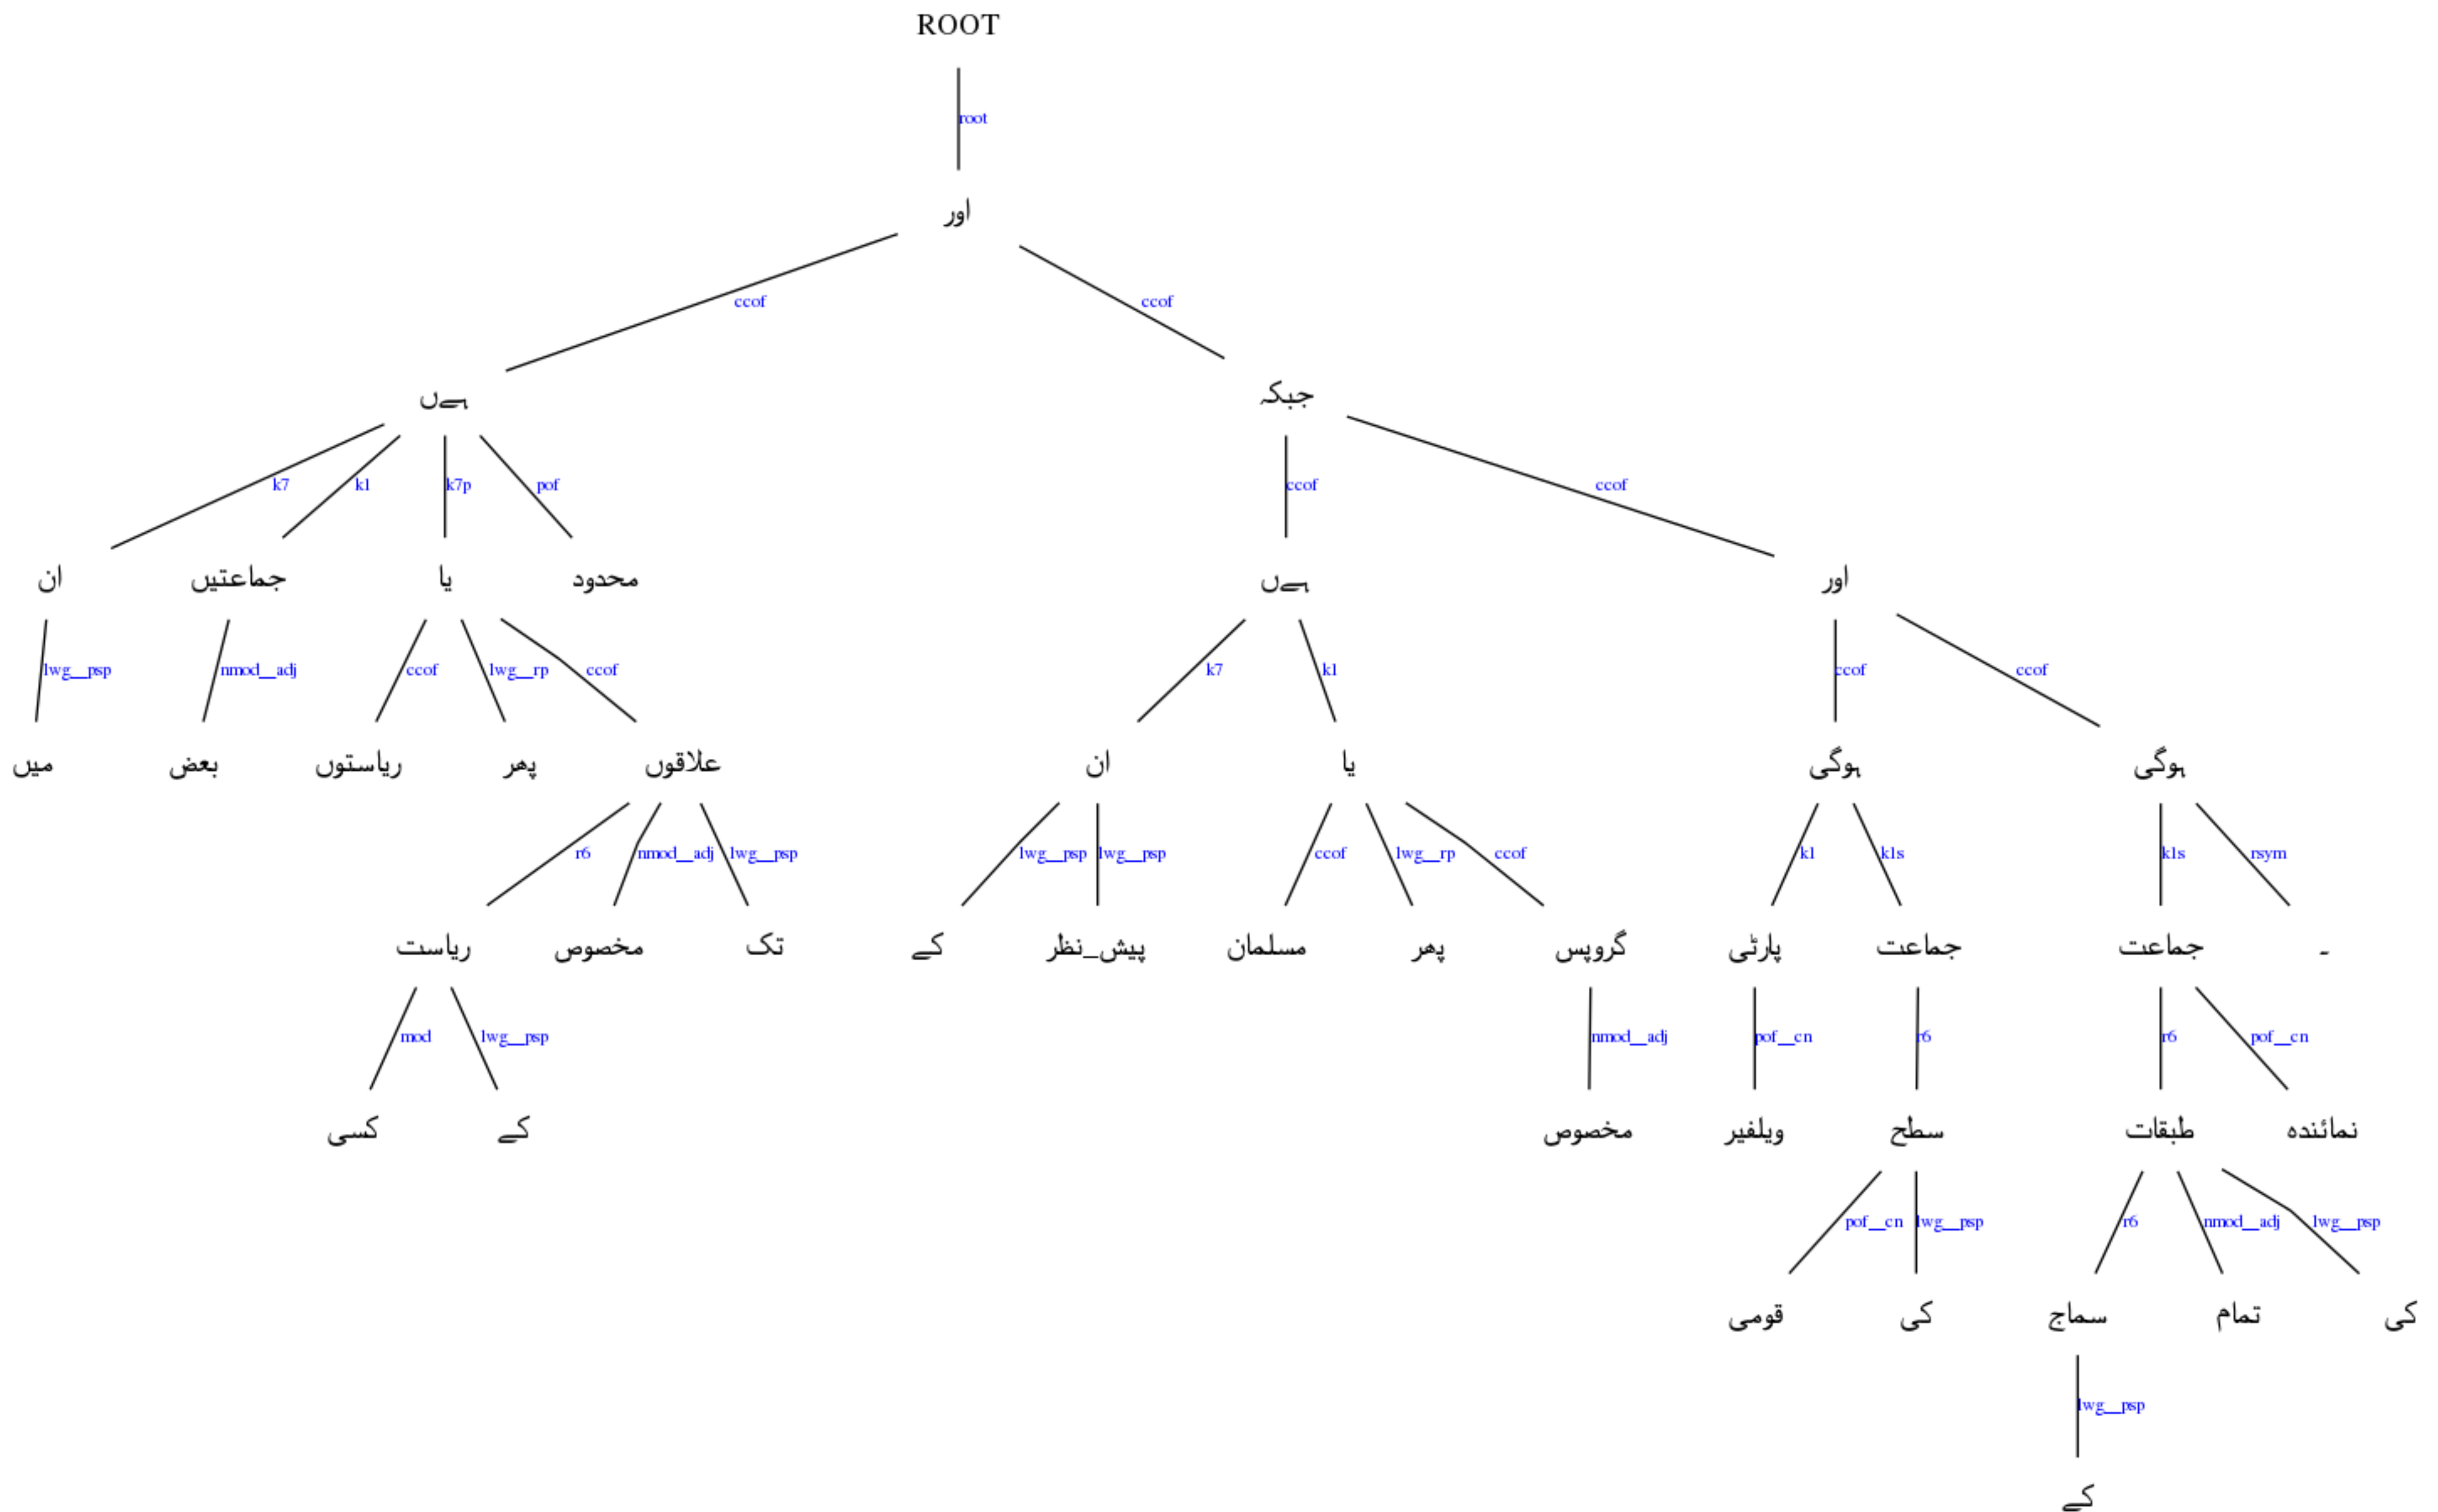 ROOT
root
اور
ccof ccof
ہےں جبکہ
k7 k1 k7p pof ccof ccof
ان جماعتیں یا محدود ہےں اور
lwg__psp nmod__adj ccof lwg__rp ccof k7 k1 ccof ccof
میں بعض ریاستوں پھر علاقوں ان یا ہوگی ہوگی
r6 nmod__adj lwg__psp lwg__psp lwg__psp ccof lwg__rp ccof k1 k1s k1s rsym
ریاست مخصوص تک کے پیش_نظر مسلمان پھر گروپس پارٹی جماعت جماعت ۔
mod lwg__psp nmod__adj pof__cn r6 r6 pof__cn
کسی کے مخصوص ویلفیر سطح طبقات نمائندہ
pof__cn lwg__psp r6 nmod__adj lwg__psp
قومی کی سماج تمام کی
lwg__psp
کے